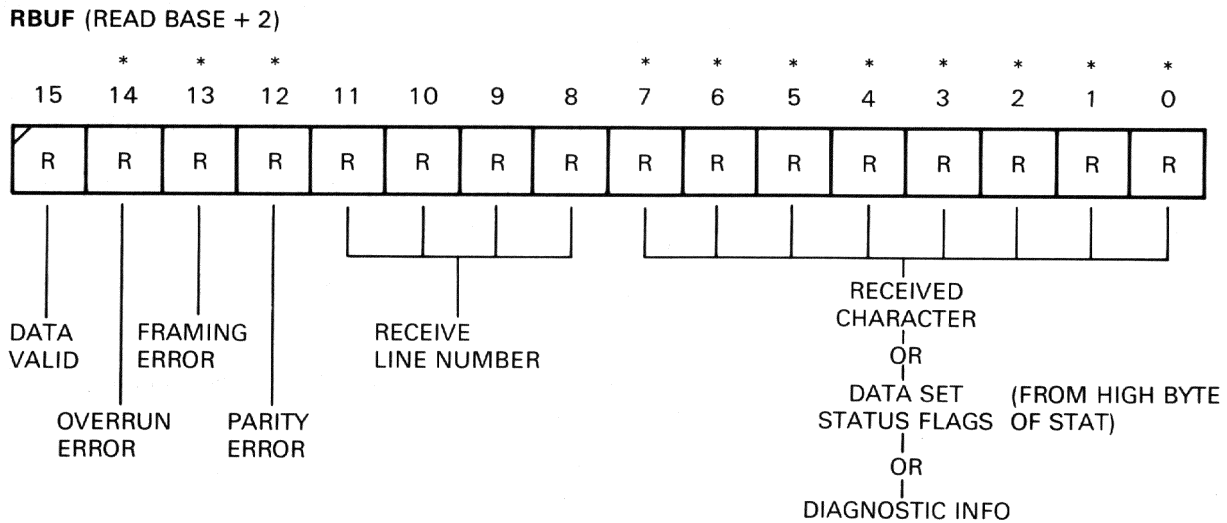 RBUF (READ BASE + 2)
* * * * * * * * * * *
15 14 13 12 11 10 9 8 7 6 5 4 3 2 1 0
R R R R R R R R R R R R R R R R
DATA VALID
OVERRUN ERROR
FRAMING ERROR
PARITY ERROR
RECEIVE LINE NUMBER
RECEIVED
CHARACTER
OR
DATA SET (FROM HIGH BYTE
STATUS FLAGS OF STAT)
OR
DIAGNOSTIC INFO